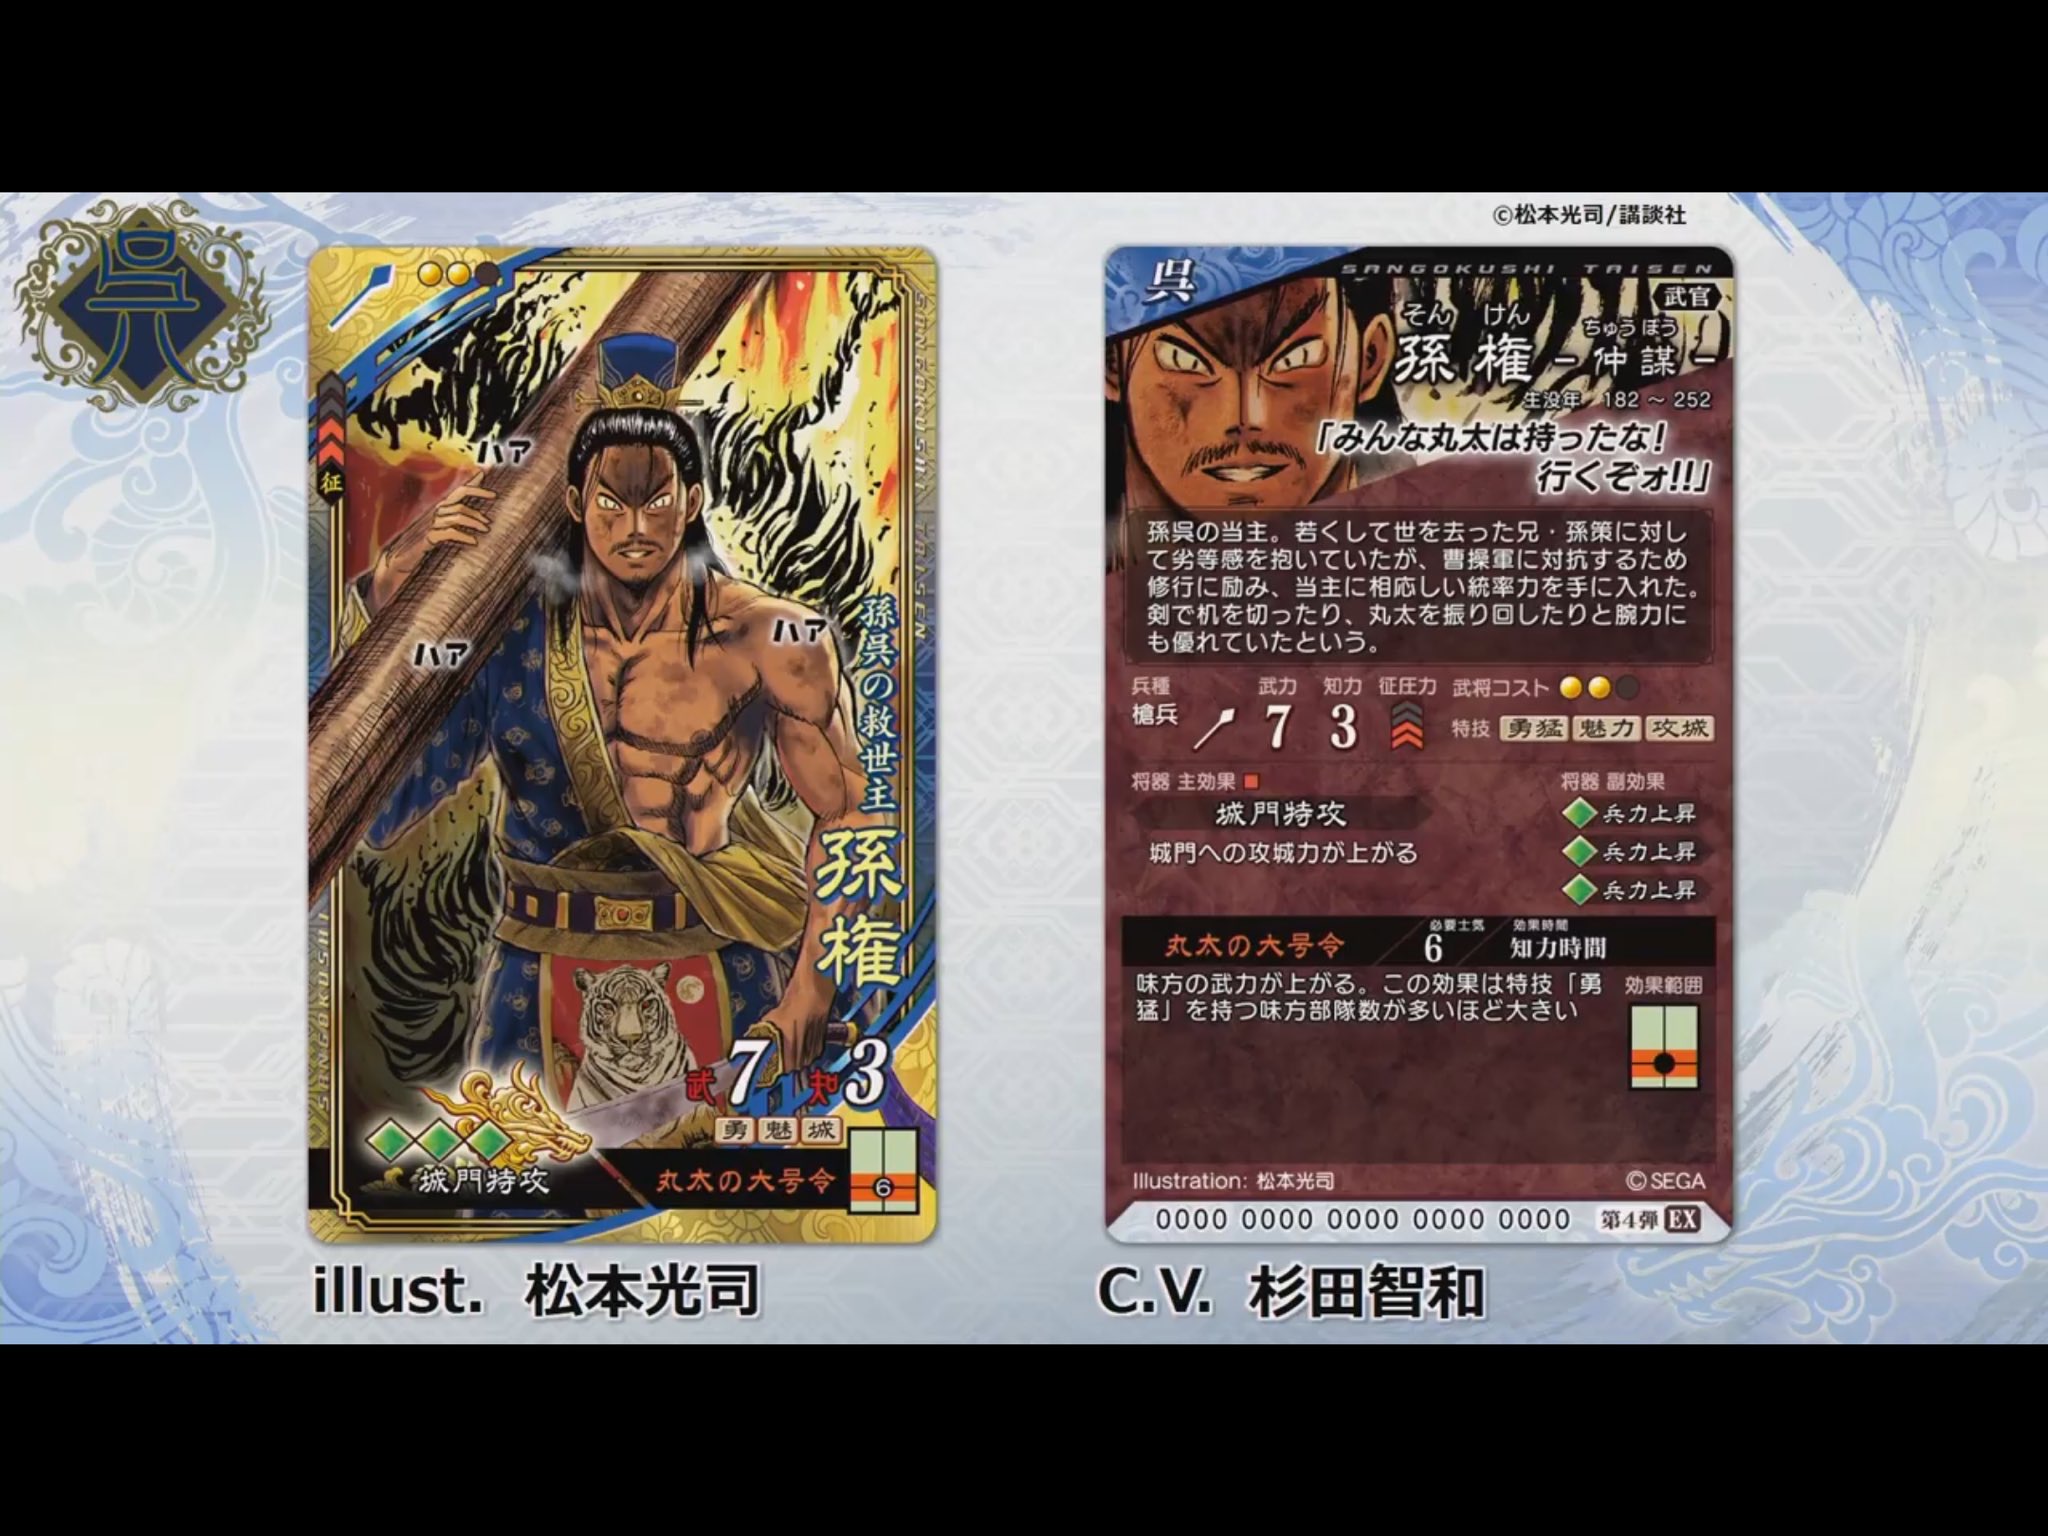 呉
©松本光司/講談社
征
ハア
ハア
ハア
SANGOKUSHI TAISEN
孫呉の救世主
孫権
武 7 知 3
勇 魅 城
城門特攻
丸太の大号令
6
呉
SANGOKUSHI TAISEN
武官
そん けん ちゅうぼう
孫 権 - 仲 謀 -
生没年 182 ～ 252
「みんな丸太は持ったな!
行くぞォ!!」
孫呉の当主。若くして世を去った兄・孫策に対し
て劣等感を抱いていたが、曹操軍に対抗するため
修行に励み、当主に相応しい統率力を手に入れた。
剣で机を切ったり、丸太を振り回したりと腕力に
も優れていたという。
兵種 武力 知力 征圧力 武将コスト
槍兵 7 3 特技 勇猛 魅力 攻城
将器 主効果 将器 副効果
城門特攻 兵力上昇
城門への攻城力が上がる 兵力上昇
兵力上昇
必要士気 効果時間
丸太の大号令 6 知力時間
味方の武力が上がる。この効果は特技「勇 効果範囲
猛」を持つ味方部隊数が多いほど大きい
Illustration: 松本光司 ©SEGA
0000 0000 0000 0000 0000 第4弾 EX
illust. 松本光司
C.V. 杉田智和